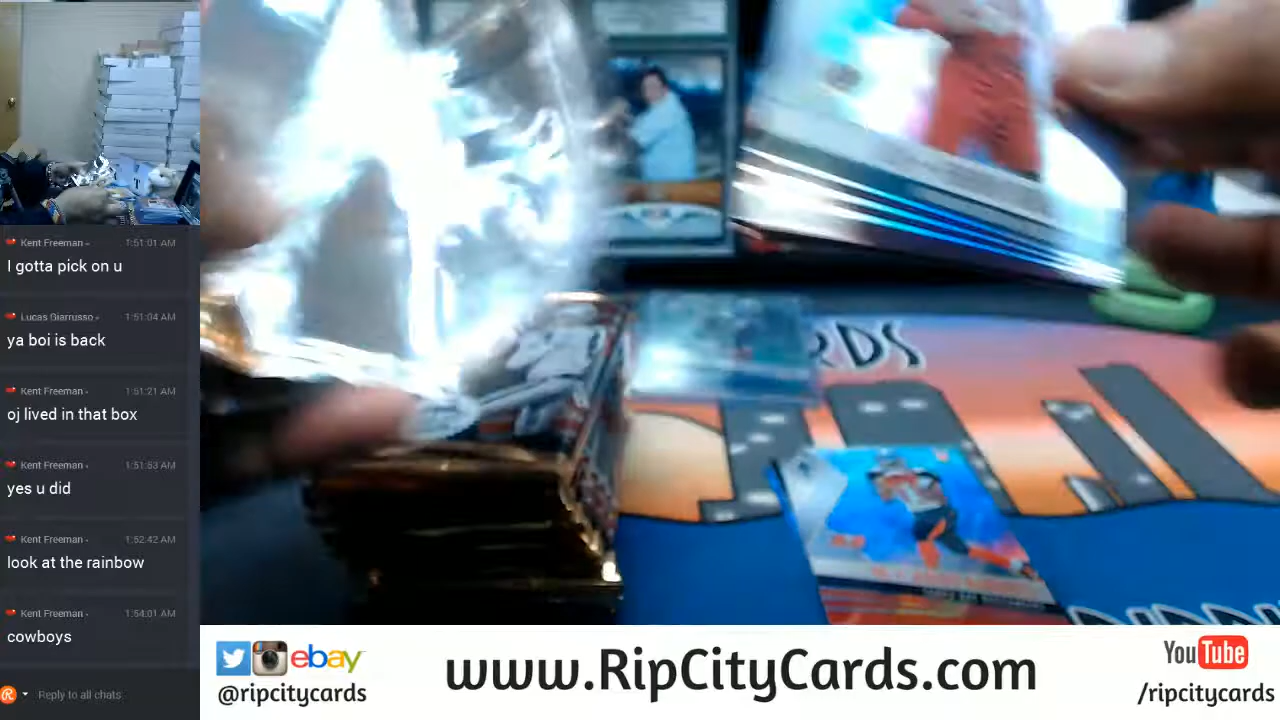 Kent Freeman - 1:51:01 AM
I gotta pick on u
Lucas Giarrusso - 1:51:04 AM
ya boi is back
Kent Freeman - 1:51:21 AM
oj lived in that box
Kent Freeman - 1:51:53 AM
yes u did
Kent Freeman - 1:52:42 AM
look at the rainbow
Kent Freeman - 1:54:01 AM
cowboys
Reply to all chats
RDS
ebay
@ripcitycards
www.RipCityCards.com
YouTube
/ripcitycards